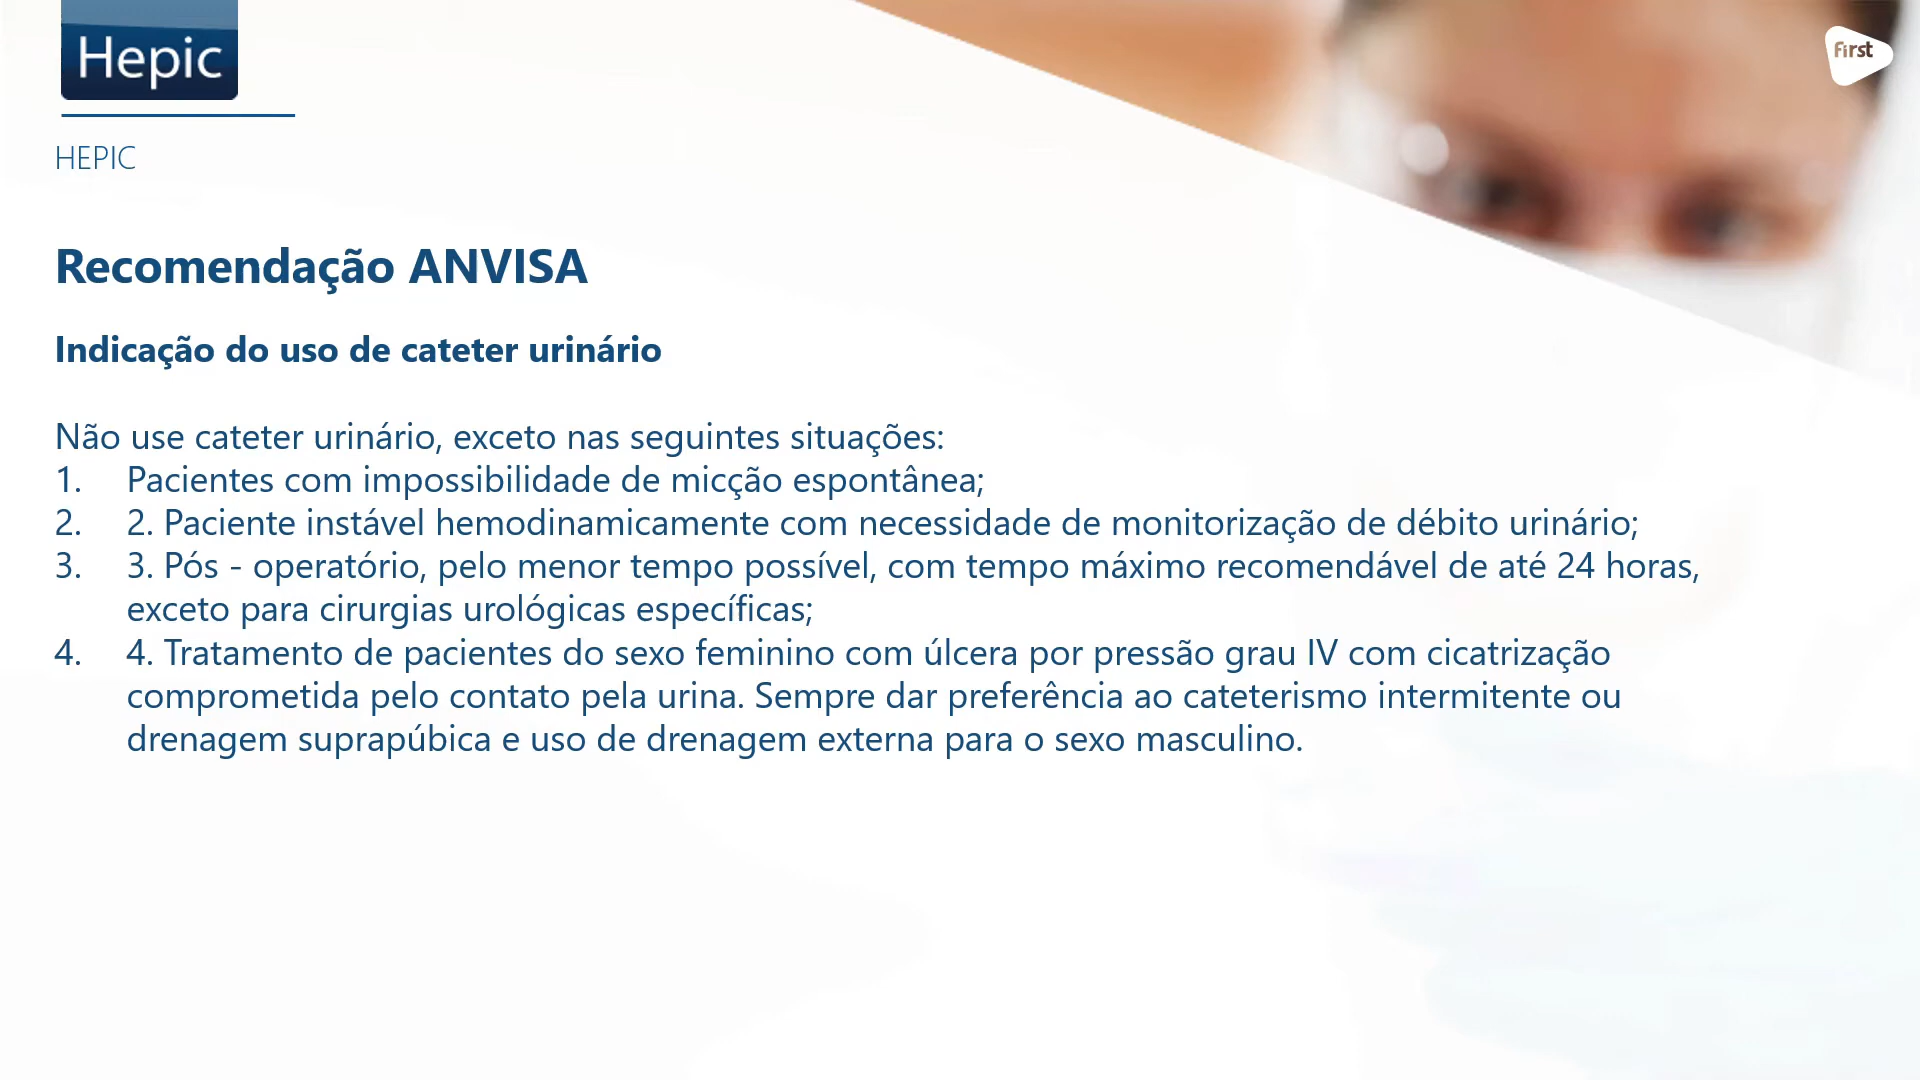 Hepic
First
HEPIC
Recomendação ANVISA
Indicação do uso de cateter urinário
Não use cateter urinário, exceto nas seguintes situações:
1. Pacientes com impossibilidade de micção espontânea;
2. 2. Paciente instável hemodinamicamente com necessidade de monitorização de débito urinário;
3. 3. Pós - operatório, pelo menor tempo possível, com tempo máximo recomendável de até 24 horas,
exceto para cirurgias urológicas específicas;
4. 4. Tratamento de pacientes do sexo feminino com úlcera por pressão grau IV com cicatrização
comprometida pelo contato pela urina. Sempre dar preferência ao cateterismo intermitente ou
drenagem suprapúbica e uso de drenagem externa para o sexo masculino.